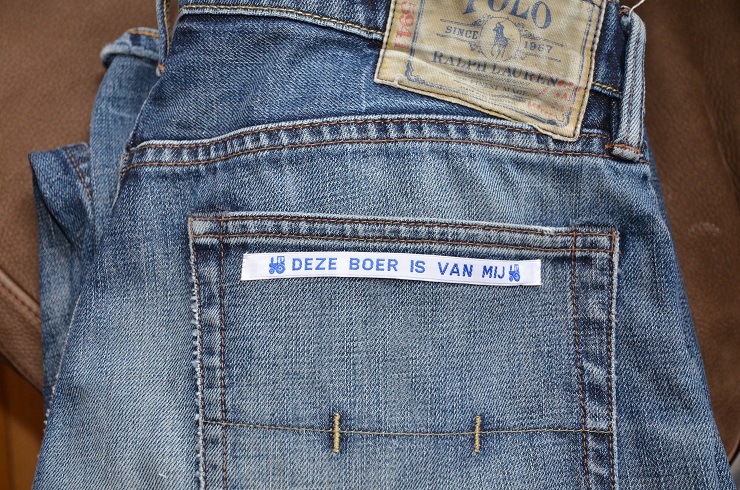 POLO
SINCE 1967
RALPH LAUREN
DEZE BOER IS VAN MIJ